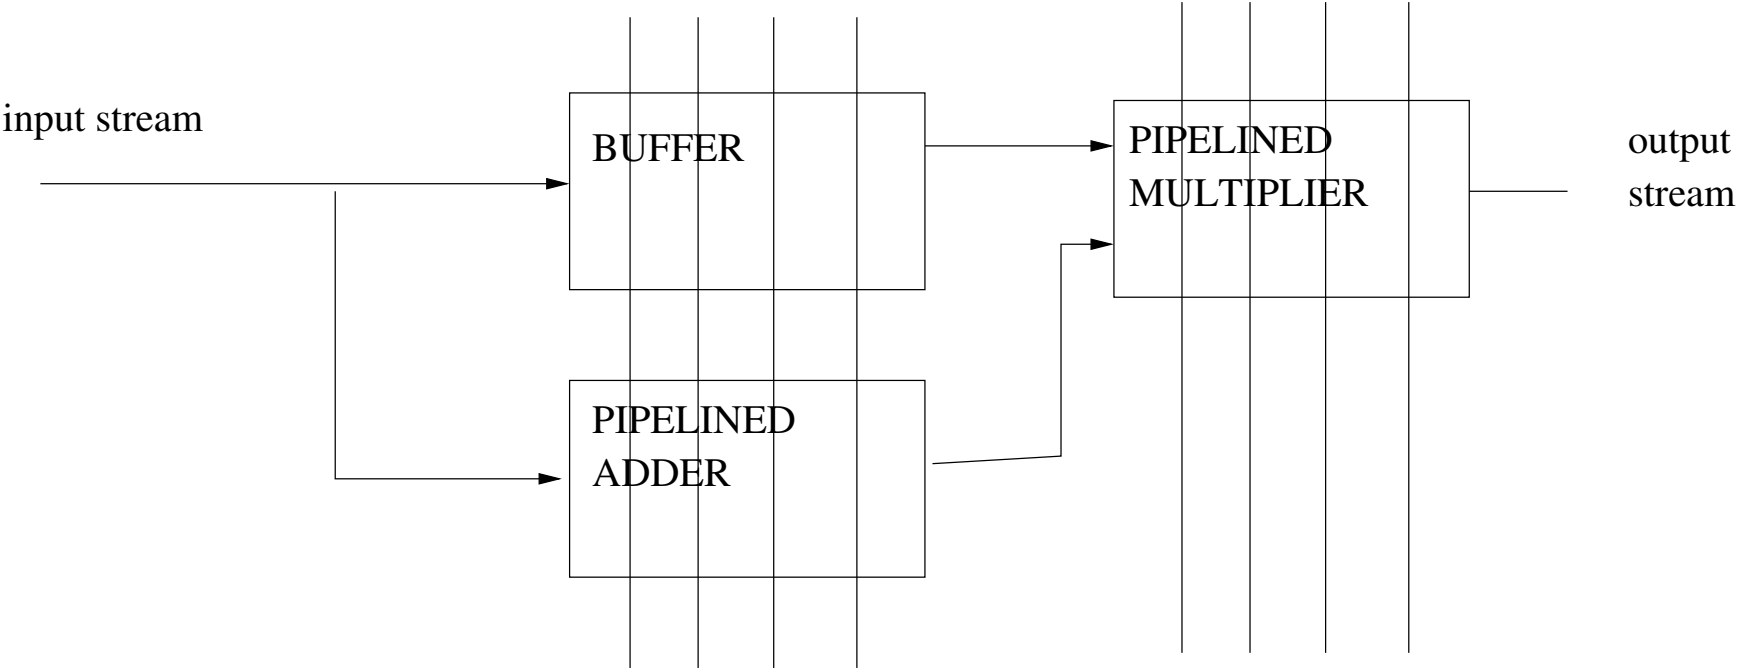 input stream
BUFFER
PIPELINED
MULTIPLIER
output
stream
PIPELINED
ADDER